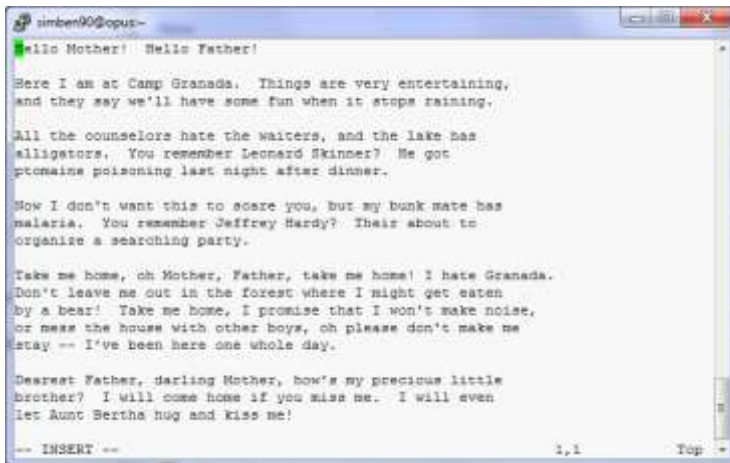 simben90@opus:~
Hello Mother!  Hello Father!
Here I am at Camp Granada.  Things are very entertaining,
and they say we'll have some fun when it stops raining.
All the counselors hate the waiters, and the lake has
alligators.  You remember Leonard Skinner?  He got
ptomaine poisoning last night after dinner.
Now I don't want this to scare you, but my bunk mate has
malaria.  You remember Jeffrey Hardy?  Their about to
organize a searching party.
Take me home, oh Mother, Father, take me home! I hate Granada.
Don't leave me out in the forest where I might get eaten
by a bear!  Take me home, I promise that I won't make noise,
or mess the house with other boys, oh please don't make me
stay -- I've been here one whole day.
Dearest Father, darling Mother, how's my precious little
brother?  I will come home if you miss me.  I will even
let Aunt Bertha hug and kiss me!
-- INSERT -- 1,1 Top